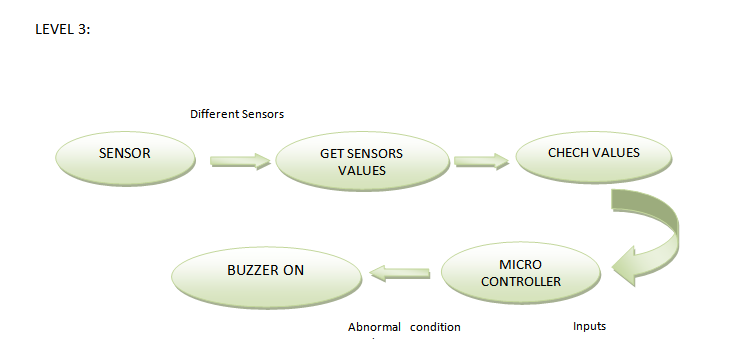 LEVEL 3:
Different Sensors
SENSOR
GET SENSORS
VALUES
CHECH VALUES
BUZZER ON
MICRO
CONTROLLER
Abnormal condition
Inputs